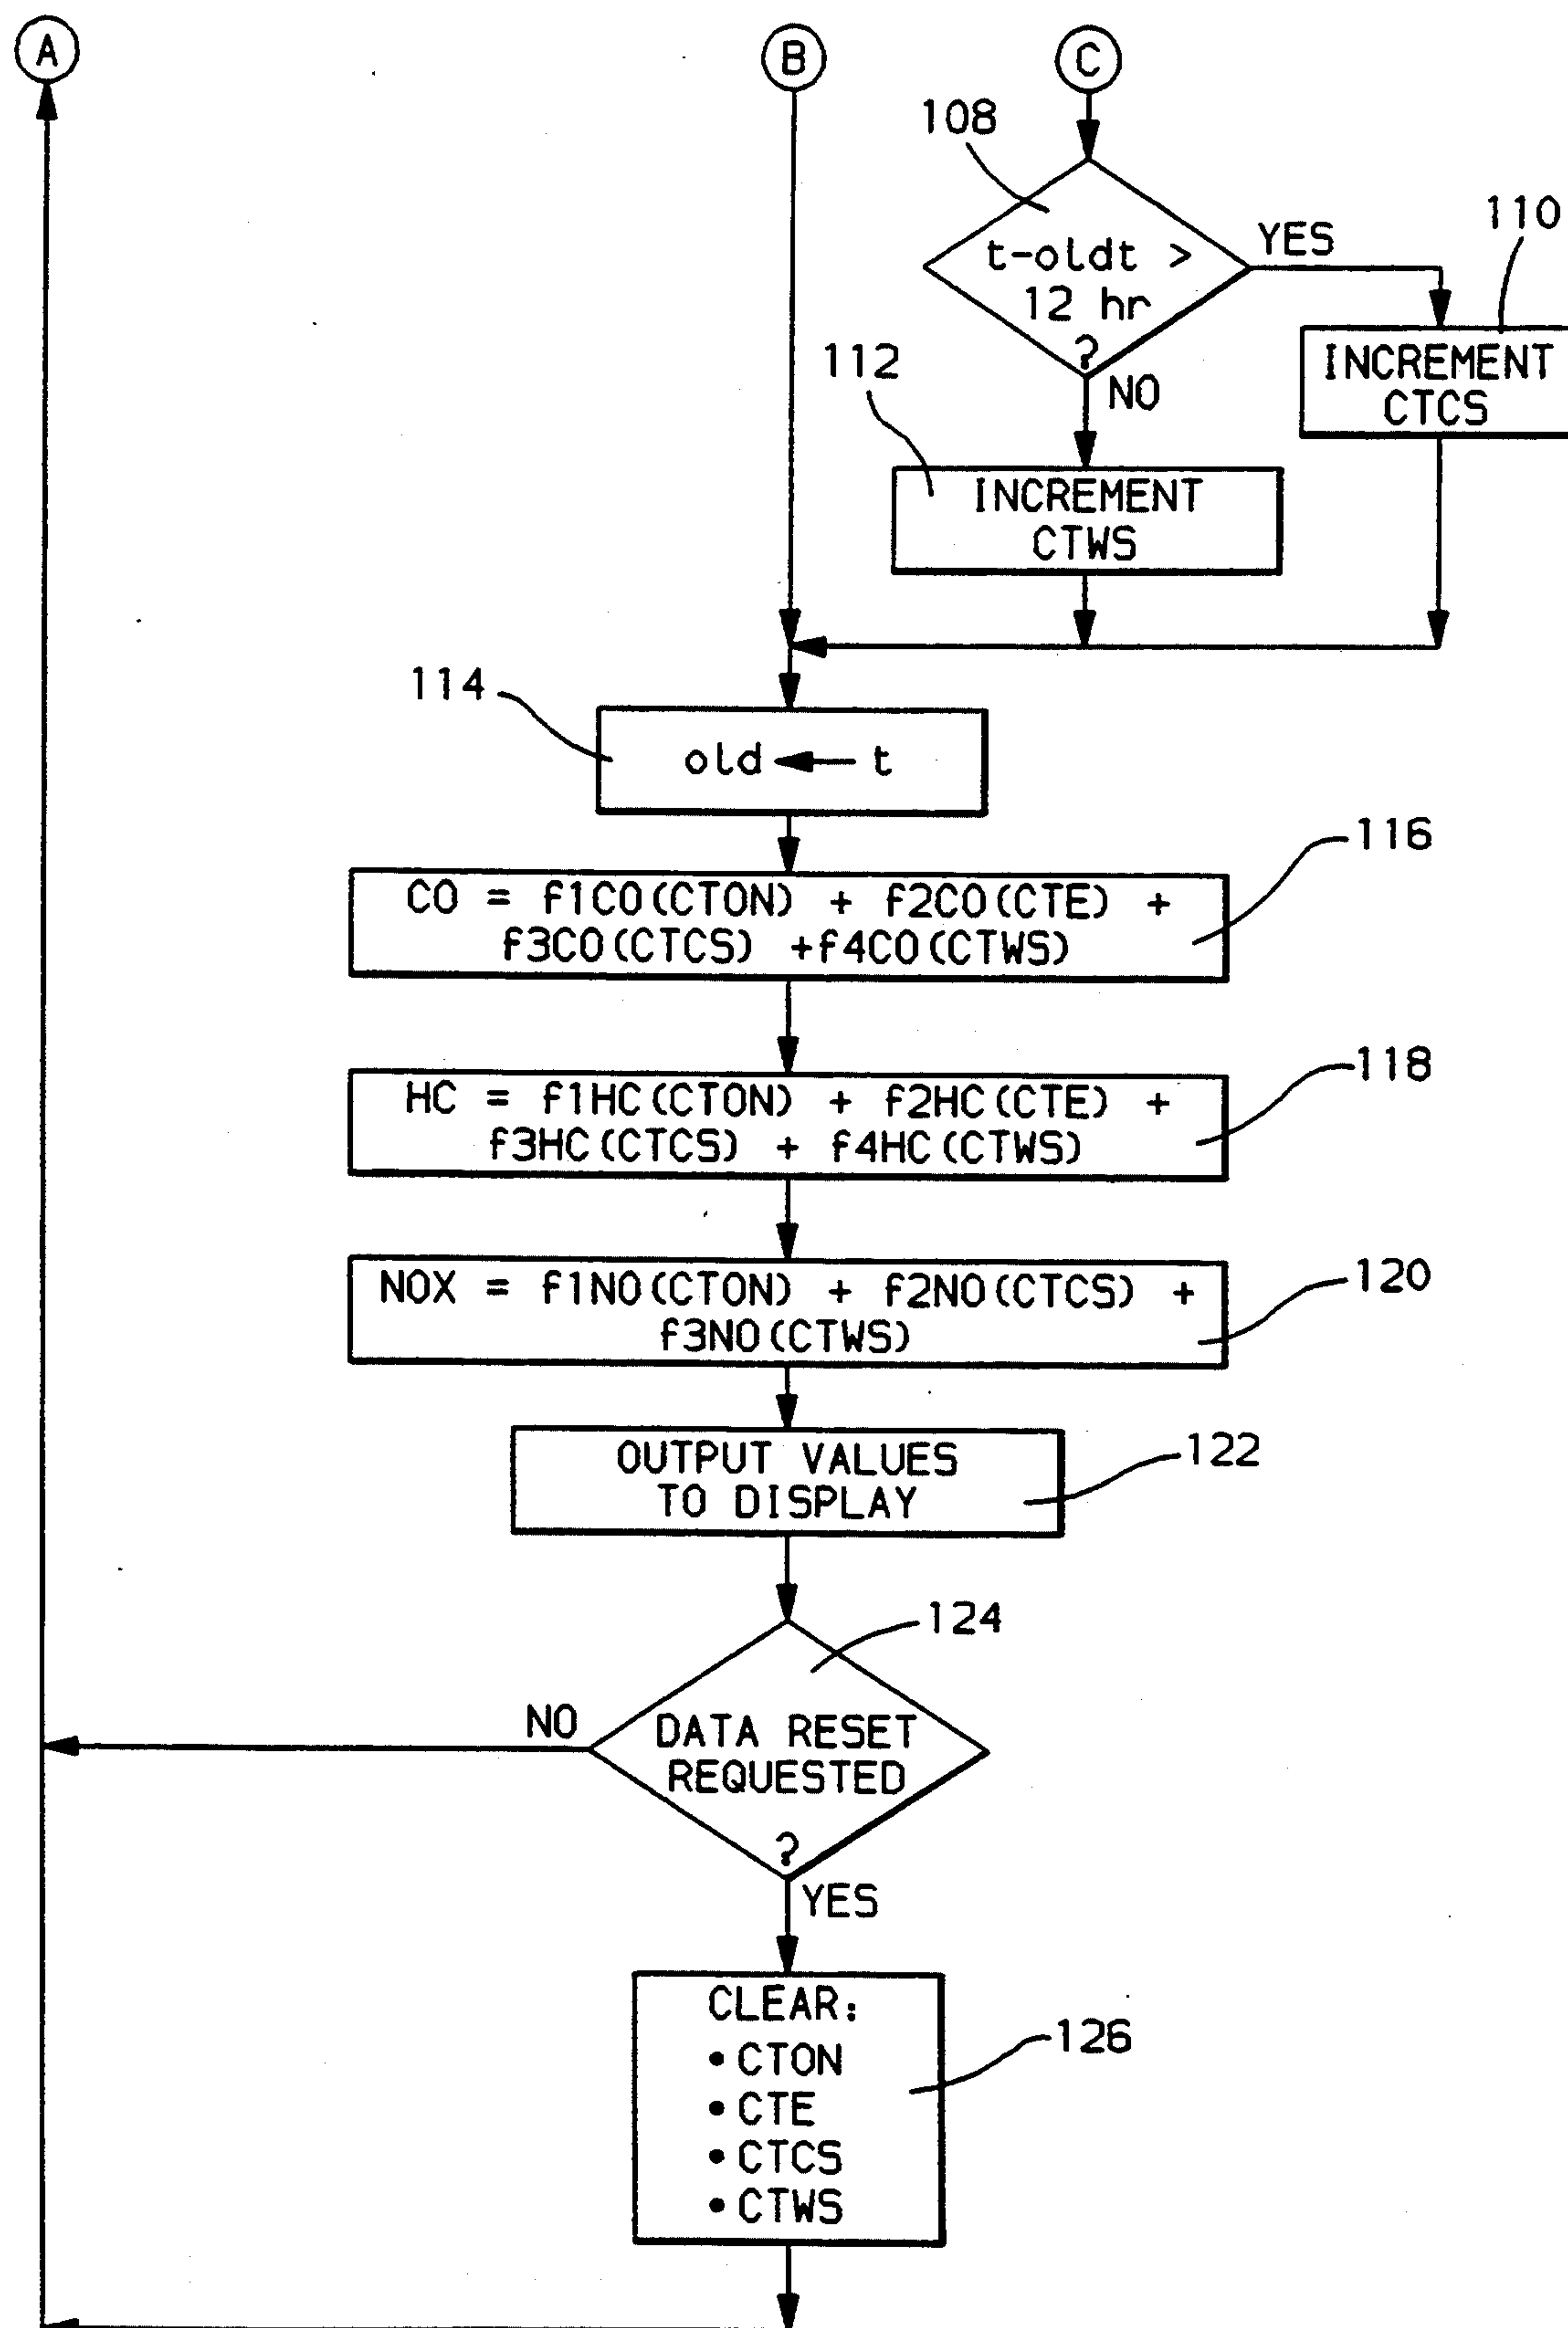 A
B
C
108
t-oldt >
12 hr
?
YES
110
INCREMENT
CTCS
NO
112
INCREMENT
CTWS
114
old ← t
116
CO = f1CO(CTON) + f2CO(CTE) +
f3CO(CTCS) +f4CO(CTWS)
118
HC = f1HC(CTON) + f2HC(CTE) +
f3HC(CTCS) + f4HC(CTWS)
120
NOX = f1NO(CTON) + f2NO(CTCS) +
f3NO(CTWS)
122
OUTPUT VALUES
TO DISPLAY
124
NO
DATA RESET
REQUESTED
?
YES
126
CLEAR:
• CTON
• CTE
• CTCS
• CTWS